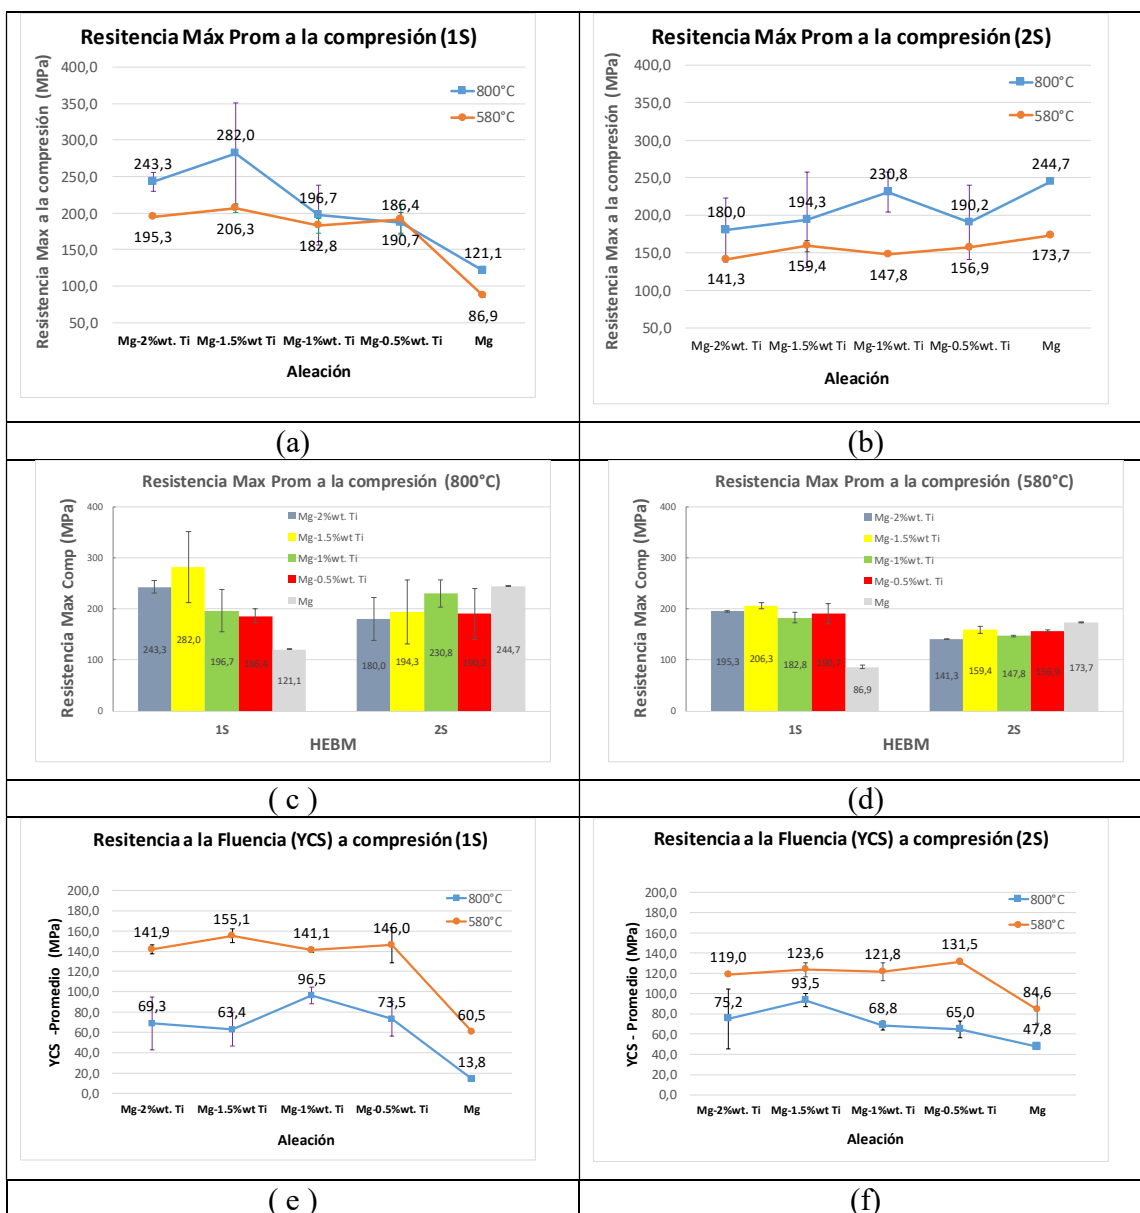 Resitencia Máx Prom a la compresión (1S)
Resistencia Max a la compresión (MPa)
400,0
350,0
300,0
250,0
200,0
150,0
100,0
50,0
800°C
580°C
243,3
282,0
196,7
186,4
121,1
195,3
206,3
182,8
190,7
86,9
Mg-2%wt. Ti
Mg-1.5%wt Ti
Mg-1%wt. Ti
Mg-0.5%wt. Ti
Mg
Aleación
(a)
Resitencia Máx Prom a la compresión (2S)
Resistencia Max a la compresión (MPa)
400,0
350,0
300,0
250,0
200,0
150,0
100,0
50,0
800°C
580°C
180,0
194,3
230,8
190,2
244,7
141,3
159,4
147,8
156,9
173,7
Mg-2%wt. Ti
Mg-1.5%wt Ti
Mg-1%wt. Ti
Mg-0.5%wt. Ti
Mg
Aleación
(b)
Resistencia Max Prom a la compresión (800°C)
Resistencia Max Comp (MPa)
400
300
200
100
0
Mg-2%wt. Ti
Mg-1.5%wt Ti
Mg-1%wt. Ti
Mg-0.5%wt. Ti
Mg
243,3
282,0
196,7
186,4
121,1
180,0
194,3
230,8
190,2
244,7
1S
2S
HEBM
( c )
Resistencia Max Prom a la compresión (580°C)
Resistencia Max Comp (MPa)
400
300
200
100
0
Mg-2%wt. Ti
Mg-1.5%wt Ti
Mg-1%wt. Ti
Mg-0.5%wt. Ti
Mg
195,3
206,3
182,8
190,7
86,9
141,3
159,4
147,8
156,9
173,7
1S
2S
HEBM
(d)
Resitencia a la Fluencia (YCS) a compresión (1S)
YCS -Promedio (MPa)
200,0
180,0
160,0
140,0
120,0
100,0
80,0
60,0
40,0
20,0
0,0
800°C
580°C
141,9
155,1
141,1
146,0
60,5
69,3
63,4
96,5
73,5
13,8
Mg-2%wt. Ti
Mg-1.5%wt Ti
Mg-1%wt. Ti
Mg-0.5%wt. Ti
Mg
Aleación
( e )
Resitencia a la Fluencia (YCS) a compresión (2S)
YCS - Promedio (MPa)
200,0
180,0
160,0
140,0
120,0
100,0
80,0
60,0
40,0
20,0
0,0
800°C
580°C
119,0
123,6
121,8
131,5
84,6
75,2
93,5
68,8
65,0
47,8
Mg-2%wt. Ti
Mg-1.5%wt Ti
Mg-1%wt. Ti
Mg-0.5%wt. Ti
Mg
Aleación
(f)